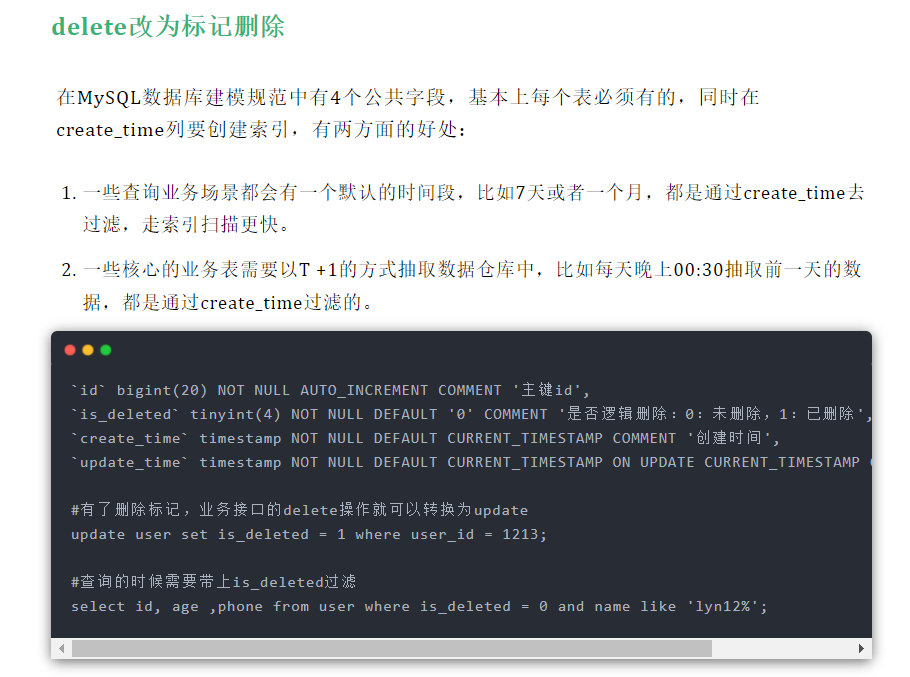 delete改为标记删除
在MySQL数据库建模规范中有4个公共字段，基本上每个表必须有的，同时在
create_time列要创建索引，有两方面的好处：
1. 一些查询业务场景都会有一个默认的时间段，比如7天或者一个月，都是通过create_time去
过滤，走索引扫描更快。
2. 一些核心的业务表需要以T +1的方式抽取数据仓库中，比如每天晚上00:30抽取前一天的数
据，都是通过create_time过滤的。
`id` bigint(20) NOT NULL AUTO_INCREMENT COMMENT '主键id',
`is_deleted` tinyint(4) NOT NULL DEFAULT '0' COMMENT '是否逻辑删除：0：未删除，1：已删除',
`create_time` timestamp NOT NULL DEFAULT CURRENT_TIMESTAMP COMMENT '创建时间',
`update_time` timestamp NOT NULL DEFAULT CURRENT_TIMESTAMP ON UPDATE CURRENT_TIMESTAMP
#有了删除标记，业务接口的delete操作就可以转换为update
update user set is_deleted = 1 where user_id = 1213;
#查询的时候需要带上is_deleted过滤
select id, age ,phone from user where is_deleted = 0 and name like 'lyn12%';